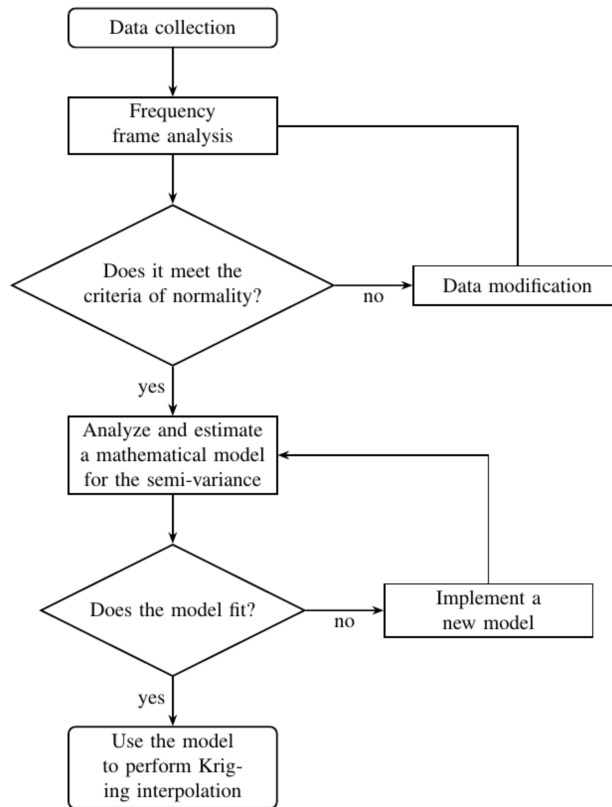 Data collection
Frequency
frame analysis
Does it meet the
criteria of normality?
no
Data modification
yes
Analyze and estimate
a mathematical model
for the semi-variance
Does the model fit?
no
Implement a
new model
yes
Use the model
to perform Krig-
ing interpolation